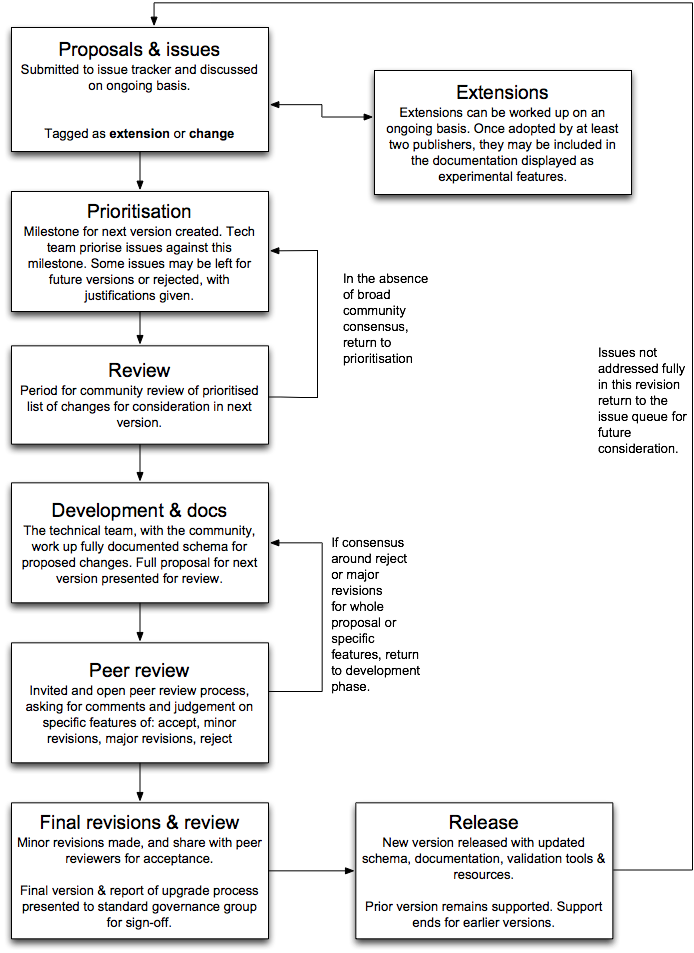 Proposals & issues
Submitted to issue tracker and discussed
on ongoing basis.
Tagged as extension or change
Extensions
Extensions can be worked up on an
ongoing basis. Once adopted by at least
two publishers, they may be included in
the documentation displayed as
experimental features.
Prioritisation
Milestone for next version created. Tech
team priorise issues against this
milestone. Some issues may be left for
future versions or rejected, with
justifications given.
In the absence
of broad
community
consensus,
return to
prioritisation
Review
Period for community review of prioritised
list of changes for consideration in next
version.
Issues not
addressed fully
in this revision
return to the
issue queue for
future
consideration.
Development & docs
The technical team, with the community,
work up fully documented schema for
proposed changes. Full proposal for next
version presented for review.
If consensus
around reject
or major
revisions
for whole
proposal or
specific
features, return
to development
phase.
Peer review
Invited and open peer review process,
asking for comments and judgement on
specific features of: accept, minor
revisions, major revisions, reject
Final revisions & review
Minor revisions made, and share with peer
reviewers for acceptance.
Final version & report of upgrade process
presented to standard governance group
for sign-off.
Release
New version released with updated
schema, documentation, validation tools &
resources.
Prior version remains supported. Support
ends for earlier versions.